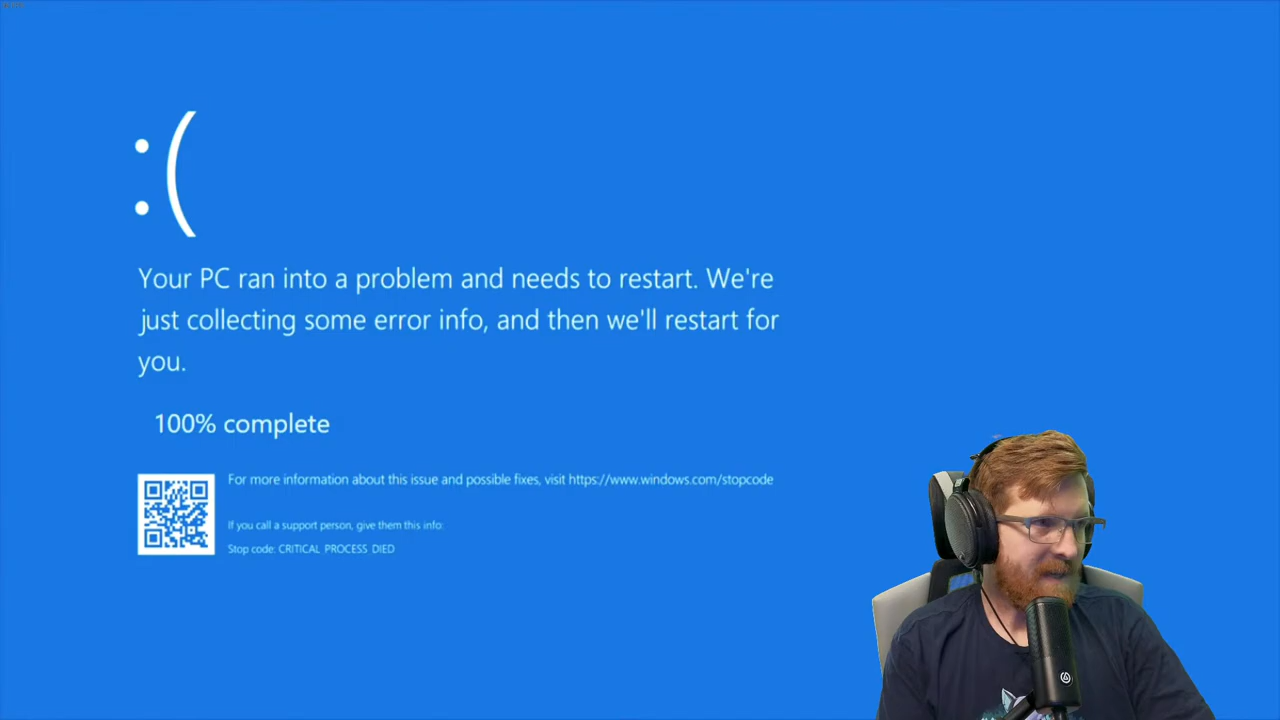 :(
Your PC ran into a problem and needs to restart. We're
just collecting some error info, and then we'll restart for
you.
100% complete
For more information about this issue and possible fixes, visit https://www.windows.com/stopcode
If you call a support person, give them this info:
Stop code: CRITICAL PROCESS DIED